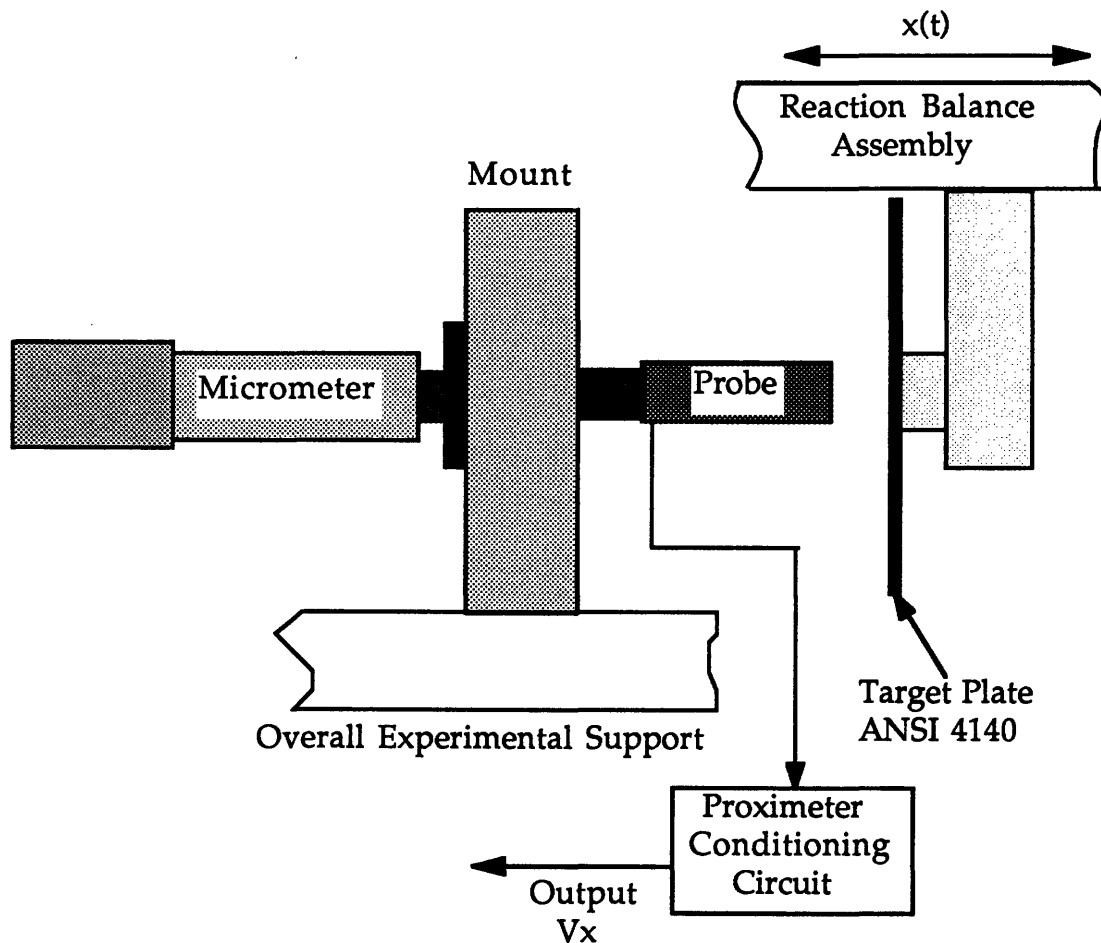 x(t)
Reaction Balance
Assembly
Mount
Micrometer
Probe
Target Plate
ANSI 4140
Overall Experimental Support
Proximeter
Conditioning
Circuit
Output
Vx